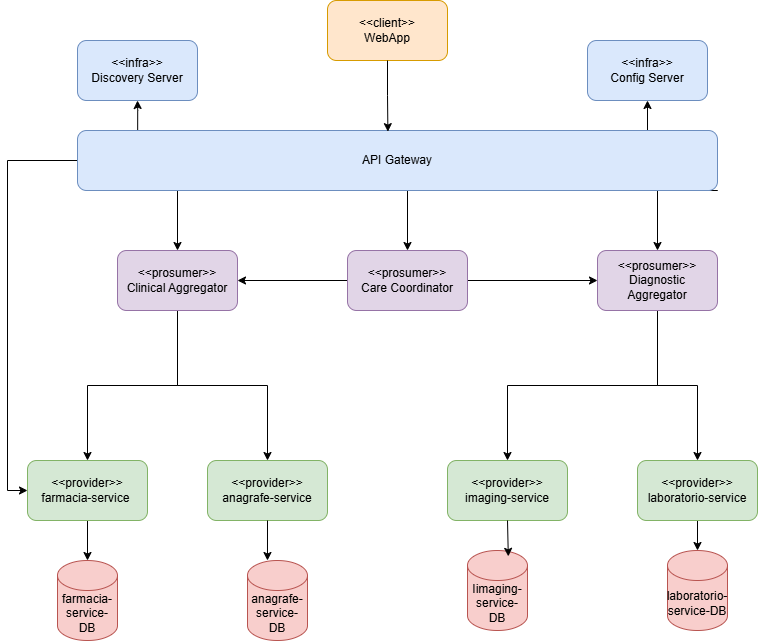 <<client>>
WebApp
<<infra>>
Discovery Server
<<infra>>
Config Server
API Gateway
<<prosumer>>
Clinical Aggregator
<<prosumer>>
Care Coordinator
<<prosumer>>
Diagnostic
Aggregator
<<provider>>
farmacia-service
<<provider>>
anagrafe-service
<<provider>>
imaging-service
<<provider>>
laboratorio-service
farmacia-
service-
DB
anagrafe-
service-
DB
Iimaging-
service-
DB
laboratorio-
service-DB